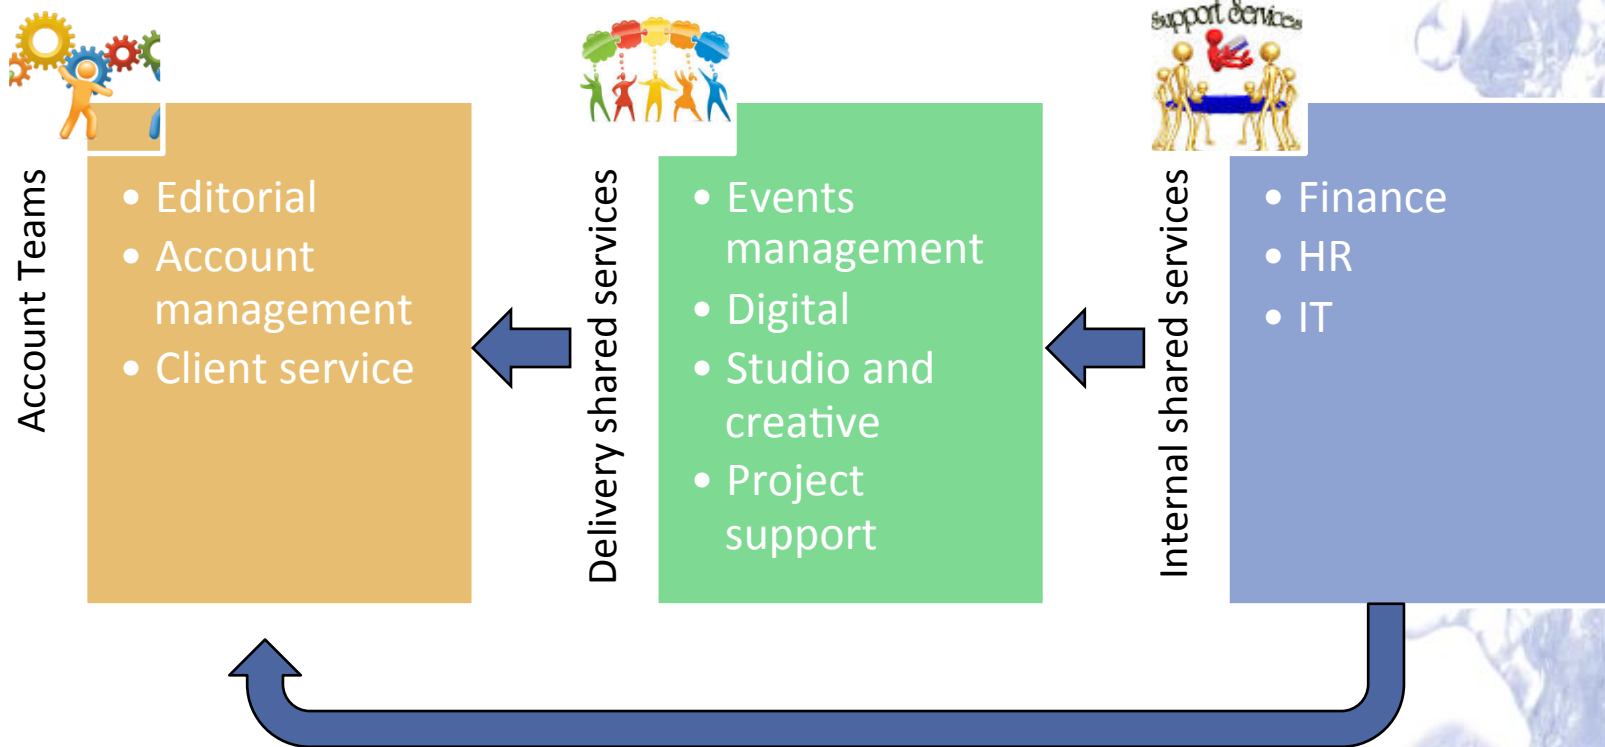 Support Services
Account Teams
• Editorial
• Account
management
• Client service
Delivery shared services
• Events
management
• Digital
• Studio and
creative
• Project
support
Internal shared services
• Finance
• HR
• IT